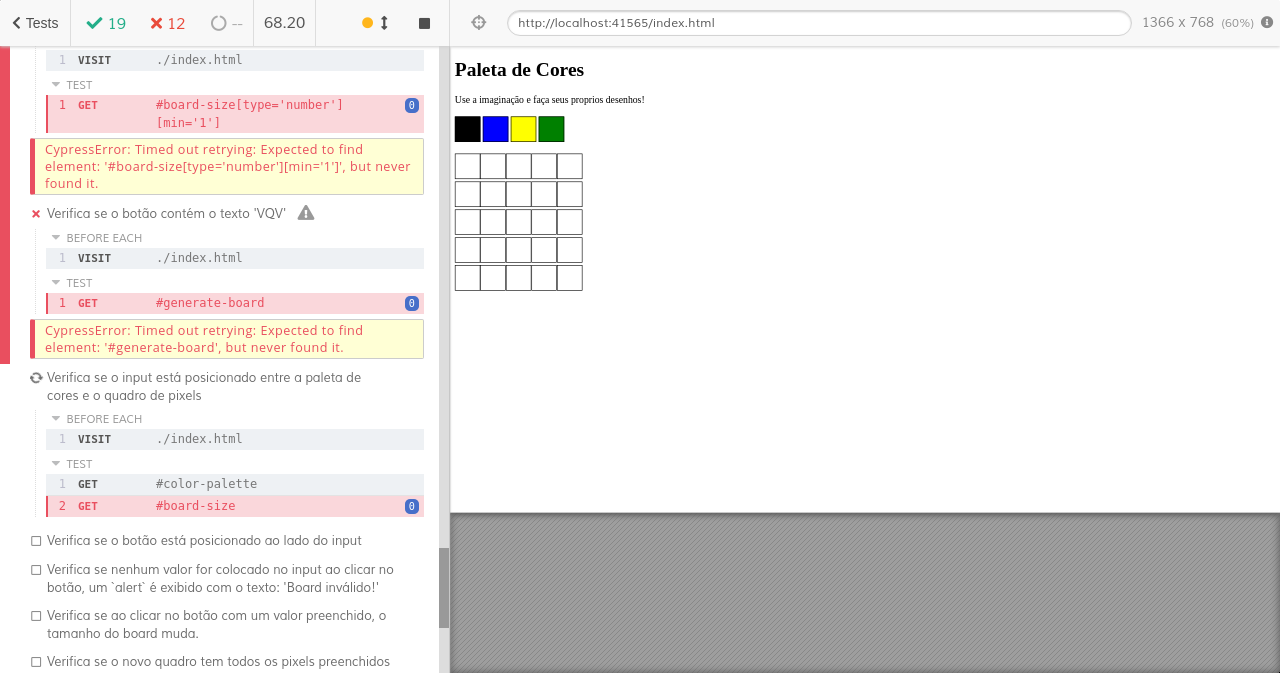 Tests 19 12 -- 68.20 http://localhost:41565/index.html 1366 x 768 (60%)
1 VISIT ./index.html
TEST
1 GET #board-size[type='number'] 0
[min='1']
CypressError: Timed out retrying: Expected to find
element: '#board-size[type='number'][min='1']', but never
found it.
Verifica se o botão contém o texto 'VQV'
BEFORE EACH
1 VISIT ./index.html
TEST
1 GET #generate-board 0
CypressError: Timed out retrying: Expected to find
element: '#generate-board', but never found it.
Verifica se o input está posicionado entre a paleta de
cores e o quadro de pixels
BEFORE EACH
1 VISIT ./index.html
TEST
1 GET #color-palette
2 GET #board-size 0
Verifica se o botão está posicionado ao lado do input
Verifica se nenhum valor for colocado no input ao clicar no
botão, um `alert` é exibido com o texto: 'Board inválido!'
Verifica se ao clicar no botão com um valor preenchido, o
tamanho do board muda.
Verifica se o novo quadro tem todos os pixels preenchidos
Paleta de Cores
Use a imaginação e faça seus proprios desenhos!